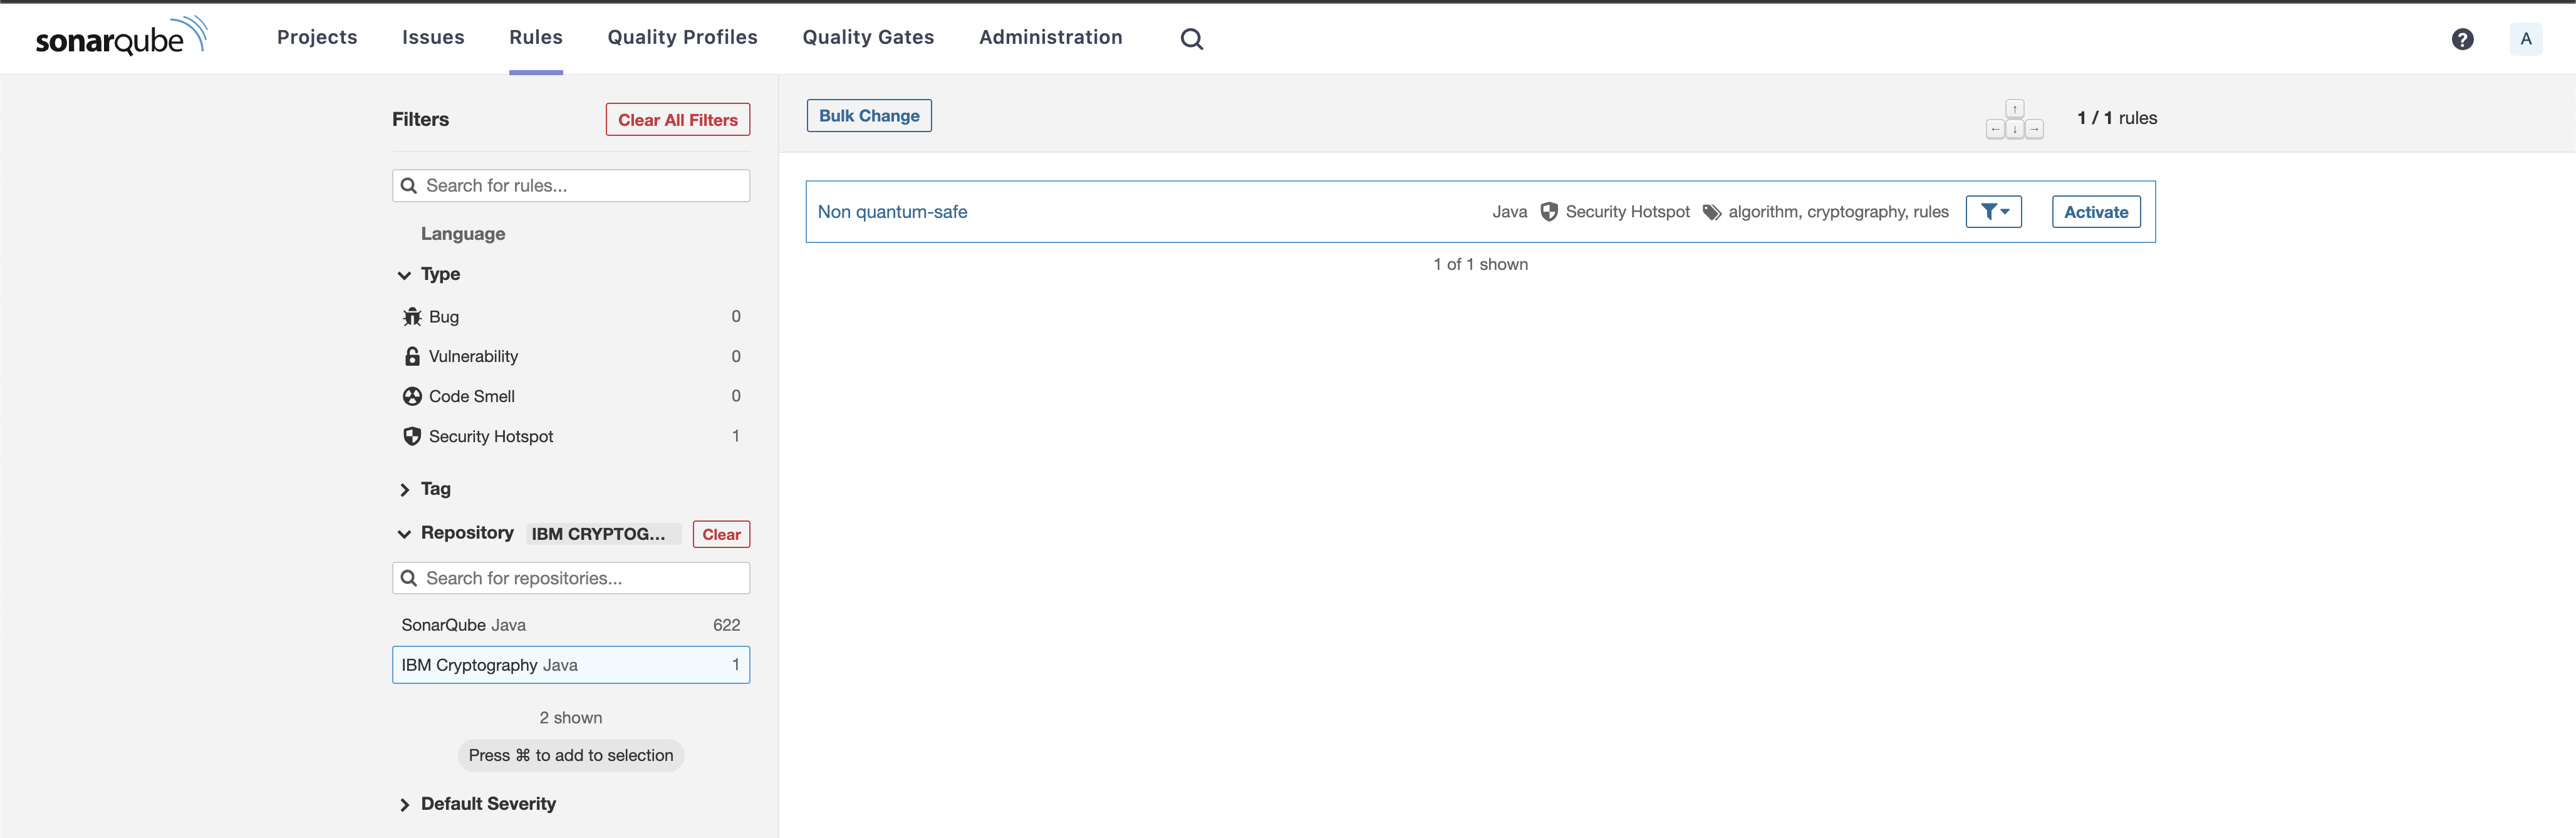 sonarqube Projects Issues Rules Quality Profiles Quality Gates Administration ? A
Filters Clear All Filters
Search for rules...
Language
Type
Bug 0
Vulnerability 0
Code Smell 0
Security Hotspot 1
Tag
Repository IBM CRYPTOG... Clear
Search for repositories...
SonarQube Java 622
IBM Cryptography Java 1
2 shown
Press ⌘ to add to selection
Default Severity
Bulk Change ↑ ← ↓ → 1 / 1 rules
Non quantum-safe Java Security Hotspot algorithm, cryptography, rules Activate
1 of 1 shown